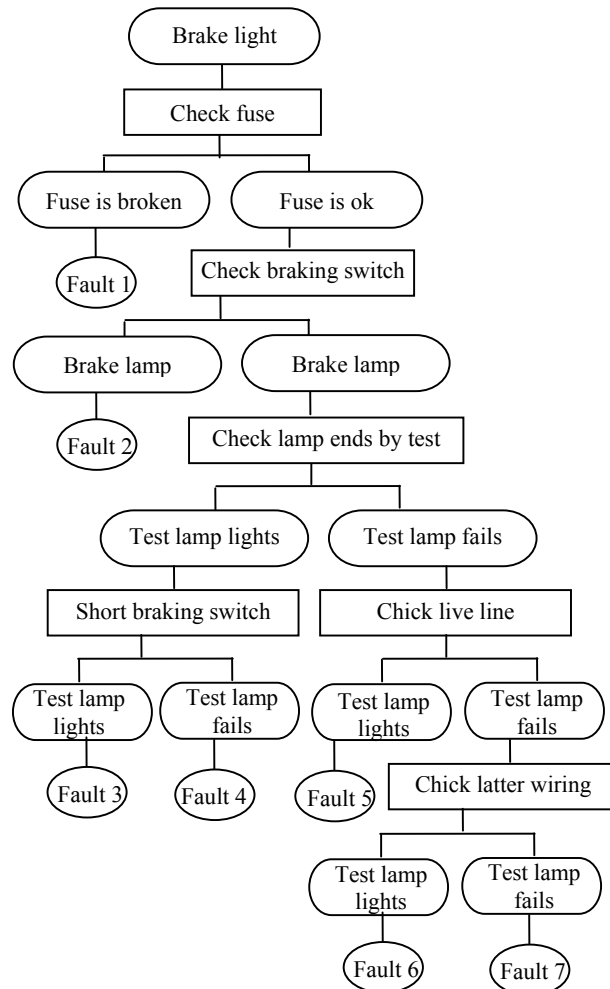 Brake light
Check fuse
Fuse is broken
Fuse is ok
Fault 1
Check braking switch
Brake lamp
Brake lamp
Fault 2
Check lamp ends by test
Test lamp lights
Test lamp fails
Short braking switch
Chick live line
Test lamp
lights
Test lamp
fails
Test lamp
lights
Test lamp
fails
Fault 3
Fault 4
Fault 5
Chick latter wiring
Test lamp
lights
Test lamp
fails
Fault 6
Fault 7